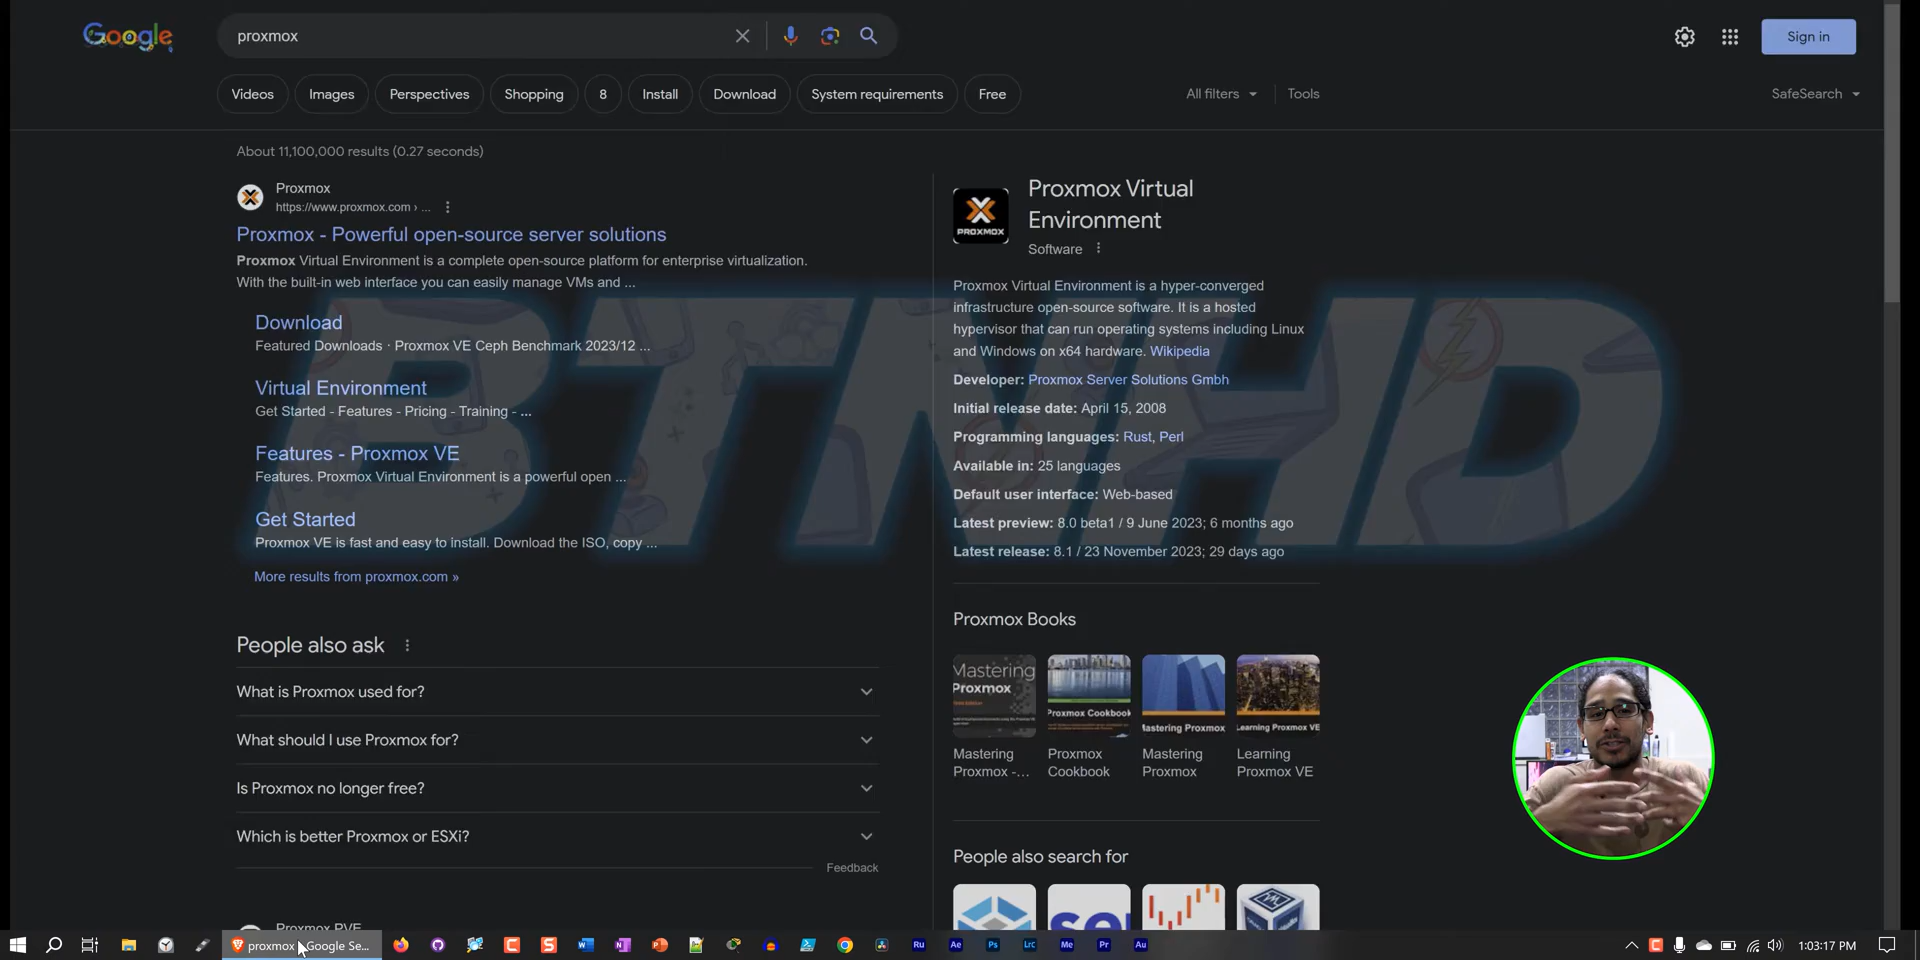 Google
proxmox
Sign in
Videos
Images
Perspectives
Shopping
8
Install
Download
System requirements
Free
All filters
Tools
SafeSearch
About 11,100,000 results (0.27 seconds)
Proxmox
https://www.proxmox.com › ...
Proxmox - Powerful open-source server solutions
Proxmox Virtual Environment is a complete open-source platform for enterprise virtualization.
With the built-in web interface you can easily manage VMs and ...
Download
Featured Downloads · Proxmox VE Ceph Benchmark 2023/12 ...
Virtual Environment
Get Started - Features - Pricing - Training - ...
Features - Proxmox VE
Features. Proxmox Virtual Environment is a powerful open ...
Get Started
Proxmox VE is fast and easy to install. Download the ISO, copy ...
More results from proxmox.com »
People also ask
What is Proxmox used for?
What should I use Proxmox for?
Is Proxmox no longer free?
Which is better Proxmox or ESXi?
Feedback
Proxmox PVE
PROXMOX
Proxmox Virtual
Environment
Software
Proxmox Virtual Environment is a hyper-converged
infrastructure open-source software. It is a hosted
hypervisor that can run operating systems including Linux
and Windows on x64 hardware. Wikipedia
Developer: Proxmox Server Solutions Gmbh
Initial release date: April 15, 2008
Programming languages: Rust, Perl
Available in: 25 languages
Default user interface: Web-based
Latest preview: 8.0 beta1 / 9 June 2023; 6 months ago
Latest release: 8.1 / 23 November 2023; 29 days ago
Proxmox Books
Mastering
Proxmox
Proxmox Cookbook
Mastering Proxmox
Learning Proxmox VE
Mastering
Proxmox -...
Proxmox
Cookbook
Mastering
Proxmox
Learning
Proxmox VE
People also search for
BTNHD
proxmox - Google Se...
Ru
Ae
Ps
Lrc
Me
Pr
Au
1:03:17 PM